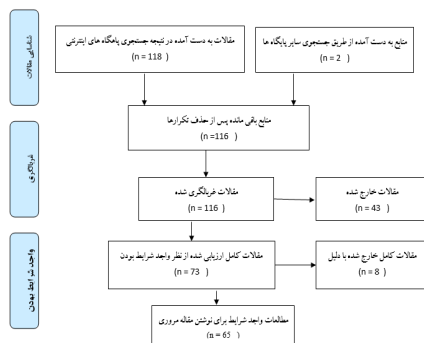 شناسایی مقالات
مقالات به دست آمده در نتیجه جستجوی پاهگاه های اینترنتی
(n = 118 )
منابع به دست آمده از طریق جستجوی سایر پایگاه ها
(n = 2 )
منابع باقی مانده پس از حذف تکرارها
(n =116 )
غربالگری
مقالات غربالگری شده
(n = 116 )
مقالات خارج شده
(n = 43 )
واجد شرایط بودن
مقالات کامل ارزیابی شده از نظر واجد شرایط بودن
(n = 73 )
مقالات کامل خارج شده با دلیل
(n = 8 )
مطالعات واجد شرایط برای نوشتن مقاله مروری
(n = 65 )